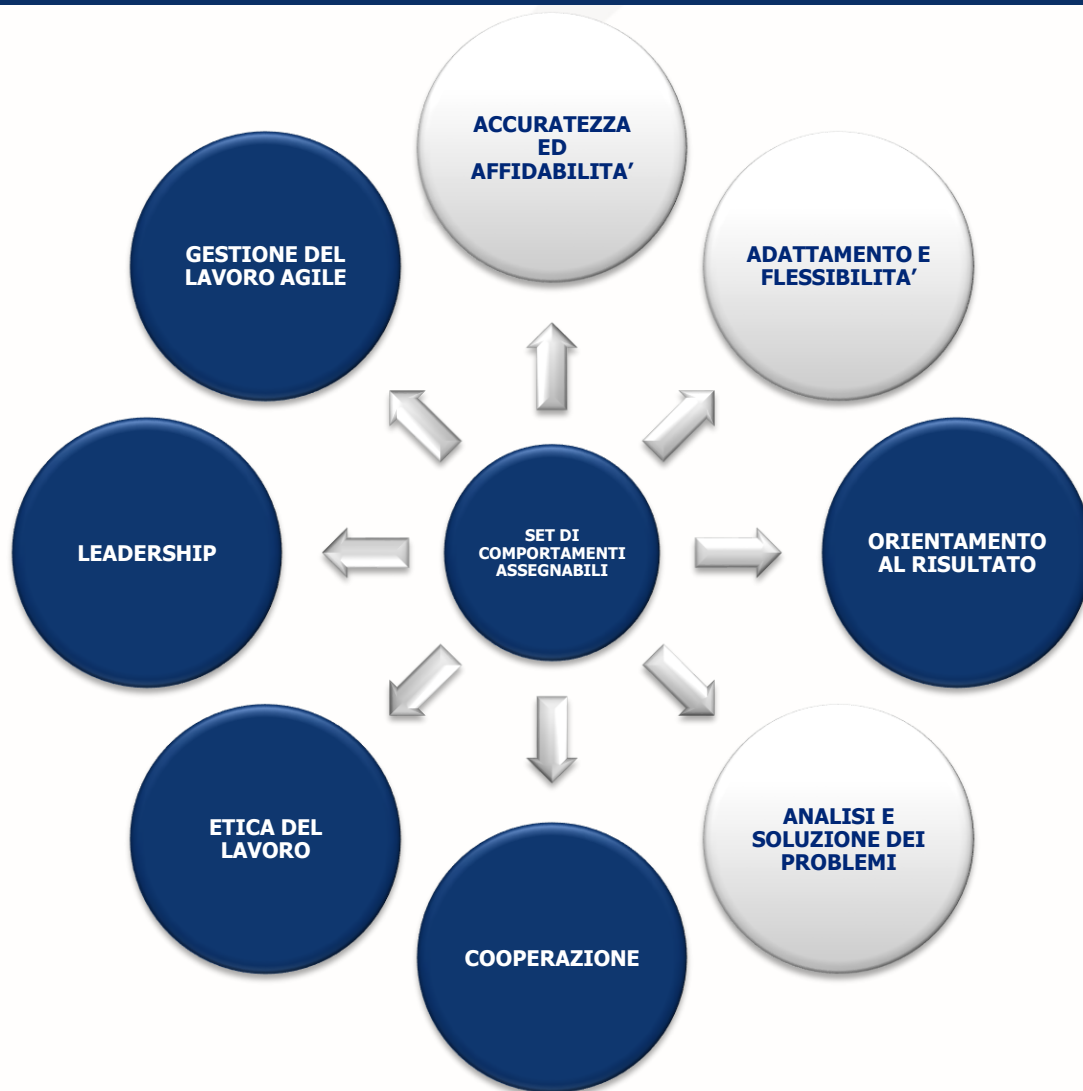 ACCURATEZZA
ED
AFFIDABILITA’
GESTIONE DEL
LAVORO AGILE
ADATTAMENTO E
FLESSIBILITA’
LEADERSHIP
SET DI
COMPORTAMENTI
ASSEGNABILI
ORIENTAMENTO
AL RISULTATO
ETICA DEL
LAVORO
ANALISI E
SOLUZIONE DEI
PROBLEMI
COOPERAZIONE